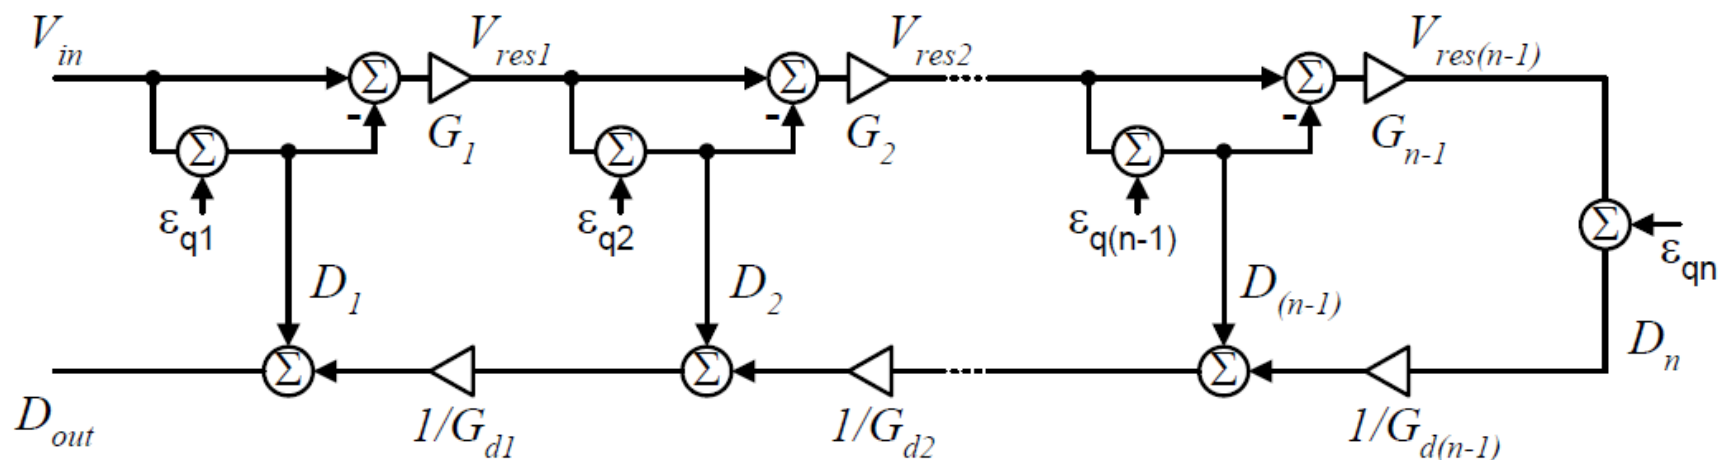 V_in V_res1 V_res2 V_res(n-1)
Σ Σ Σ
- - -
G_1 G_2 G_n-1
Σ Σ Σ
ε_q1 ε_q2 ε_q(n-1) Σ
ε_qn
D_1 D_2 D_(n-1)
D_n
Σ Σ Σ
D_out 1/G_d1 1/G_d2 1/G_d(n-1)